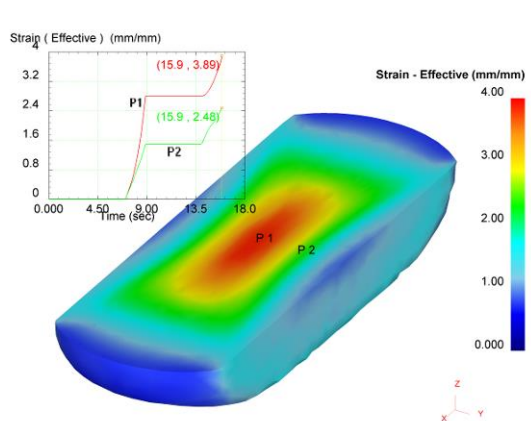 Strain ( Effective )  (mm/mm)
4
3.2
2.4
1.6
0.8
0
(15.9 , 3.89)
P1
(15.9 , 2.48)
P2
0.000 4.50 9.00 13.5 18.0
Time (sec)
Strain - Effective (mm/mm)
4.00
3.00
2.00
1.00
0.000
P 1
P 2
Z
X
Y